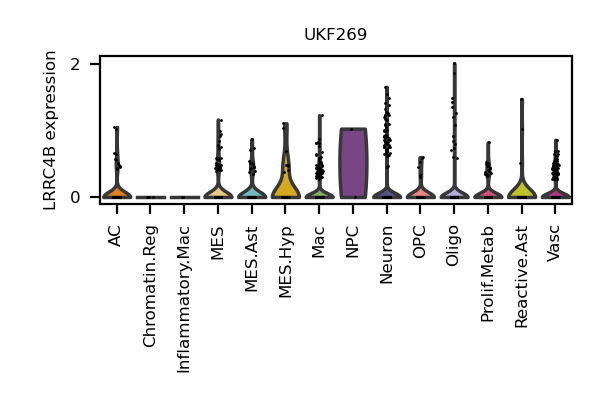 UKF269
LRRC4B expression
2
0
AC
Chromatin.Reg
Inflammatory.Mac
MES
MES.Ast
MES.Hyp
Mac
NPC
Neuron
OPC
Oligo
Prolif.Metab
Reactive.Ast
Vasc